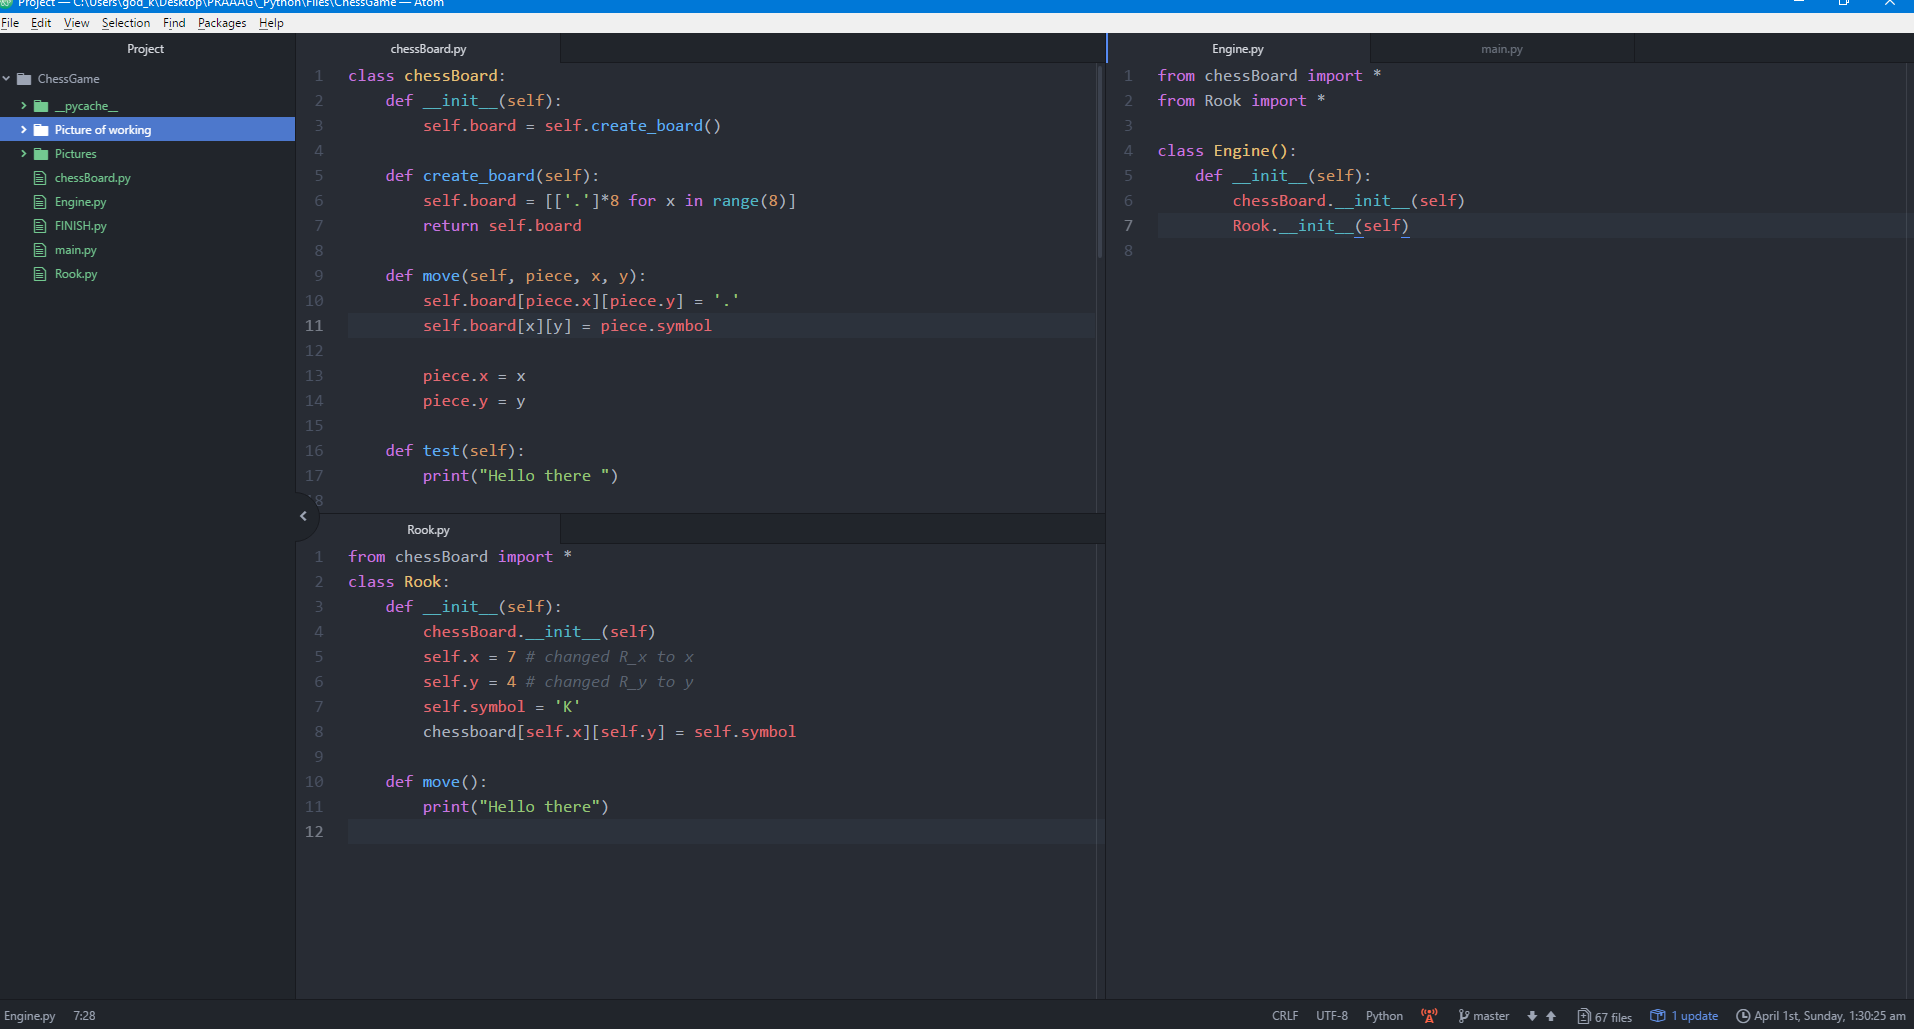 Project — C:\Users\god_k\Desktop\PRAAAG\_Python\Files\ChessGame — Atom
File Edit View Selection Find Packages Help
Project
ChessGame
__pycache__
Picture of working
Pictures
chessBoard.py
Engine.py
FINISH.py
main.py
Rook.py
chessBoard.py
1 class chessBoard:
2 def __init__(self):
3 self.board = self.create_board()
4
5 def create_board(self):
6 self.board = [['.']*8 for x in range(8)]
7 return self.board
8
9 def move(self, piece, x, y):
10 self.board[piece.x][piece.y] = '.'
11 self.board[x][y] = piece.symbol
12
13 piece.x = x
14 piece.y = y
15
16 def test(self):
17 print("Hello there ")
8
Rook.py
1 from chessBoard import *
2 class Rook:
3 def __init__(self):
4 chessBoard.__init__(self)
5 self.x = 7 # changed R_x to x
6 self.y = 4 # changed R_y to y
7 self.symbol = 'K'
8 chessboard[self.x][self.y] = self.symbol
9
10 def move():
11 print("Hello there")
12
Engine.py main.py
1 from chessBoard import *
2 from Rook import *
3
4 class Engine():
5 def __init__(self):
6 chessBoard.__init__(self)
7 Rook.__init__(self)
8
Engine.py 7:28 CRLF UTF-8 Python master 67 files 1 update April 1st, Sunday, 1:30:25 am